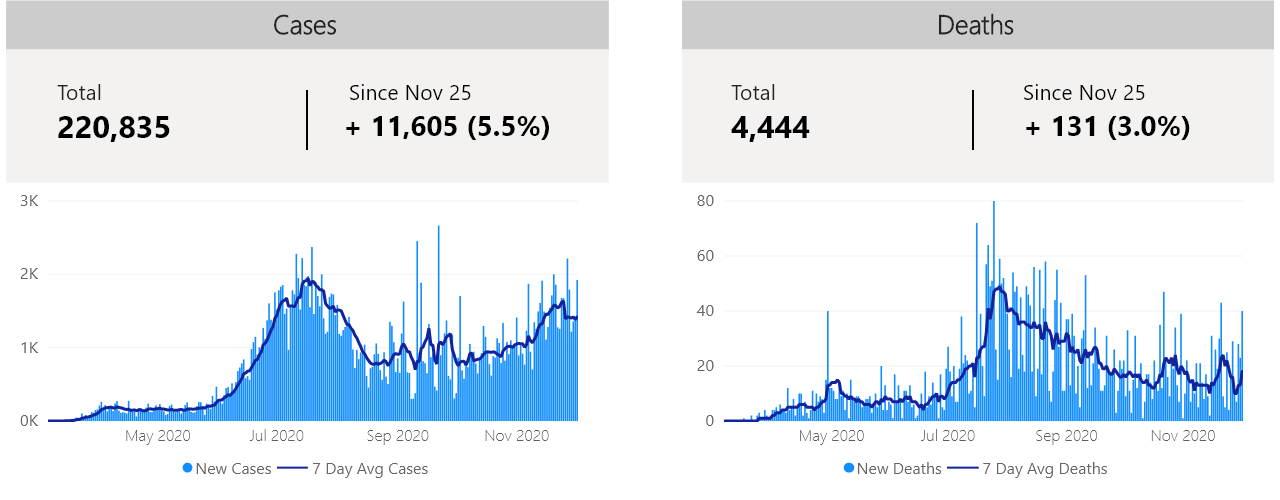 Cases
Total
220,835
Since Nov 25
+ 11,605 (5.5%)
3K
2K
1K
0K
May 2020
Jul 2020
Sep 2020
Nov 2020
New Cases
7 Day Avg Cases
Deaths
Total
4,444
Since Nov 25
+ 131 (3.0%)
80
60
40
20
0
May 2020
Jul 2020
Sep 2020
Nov 2020
New Deaths
7 Day Avg Deaths